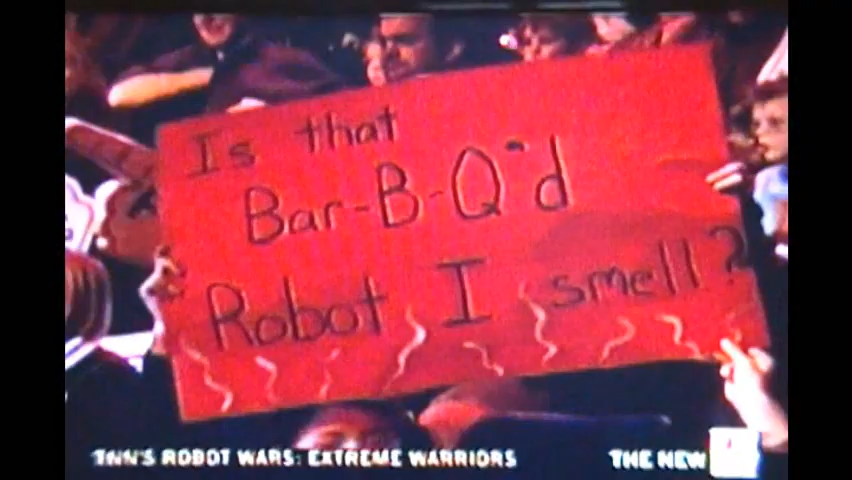 Is that
Bar-B-Q'd
Robot I smell?
TNN'S ROBOT WARS: EXTREME WARRIORS
THE NEW